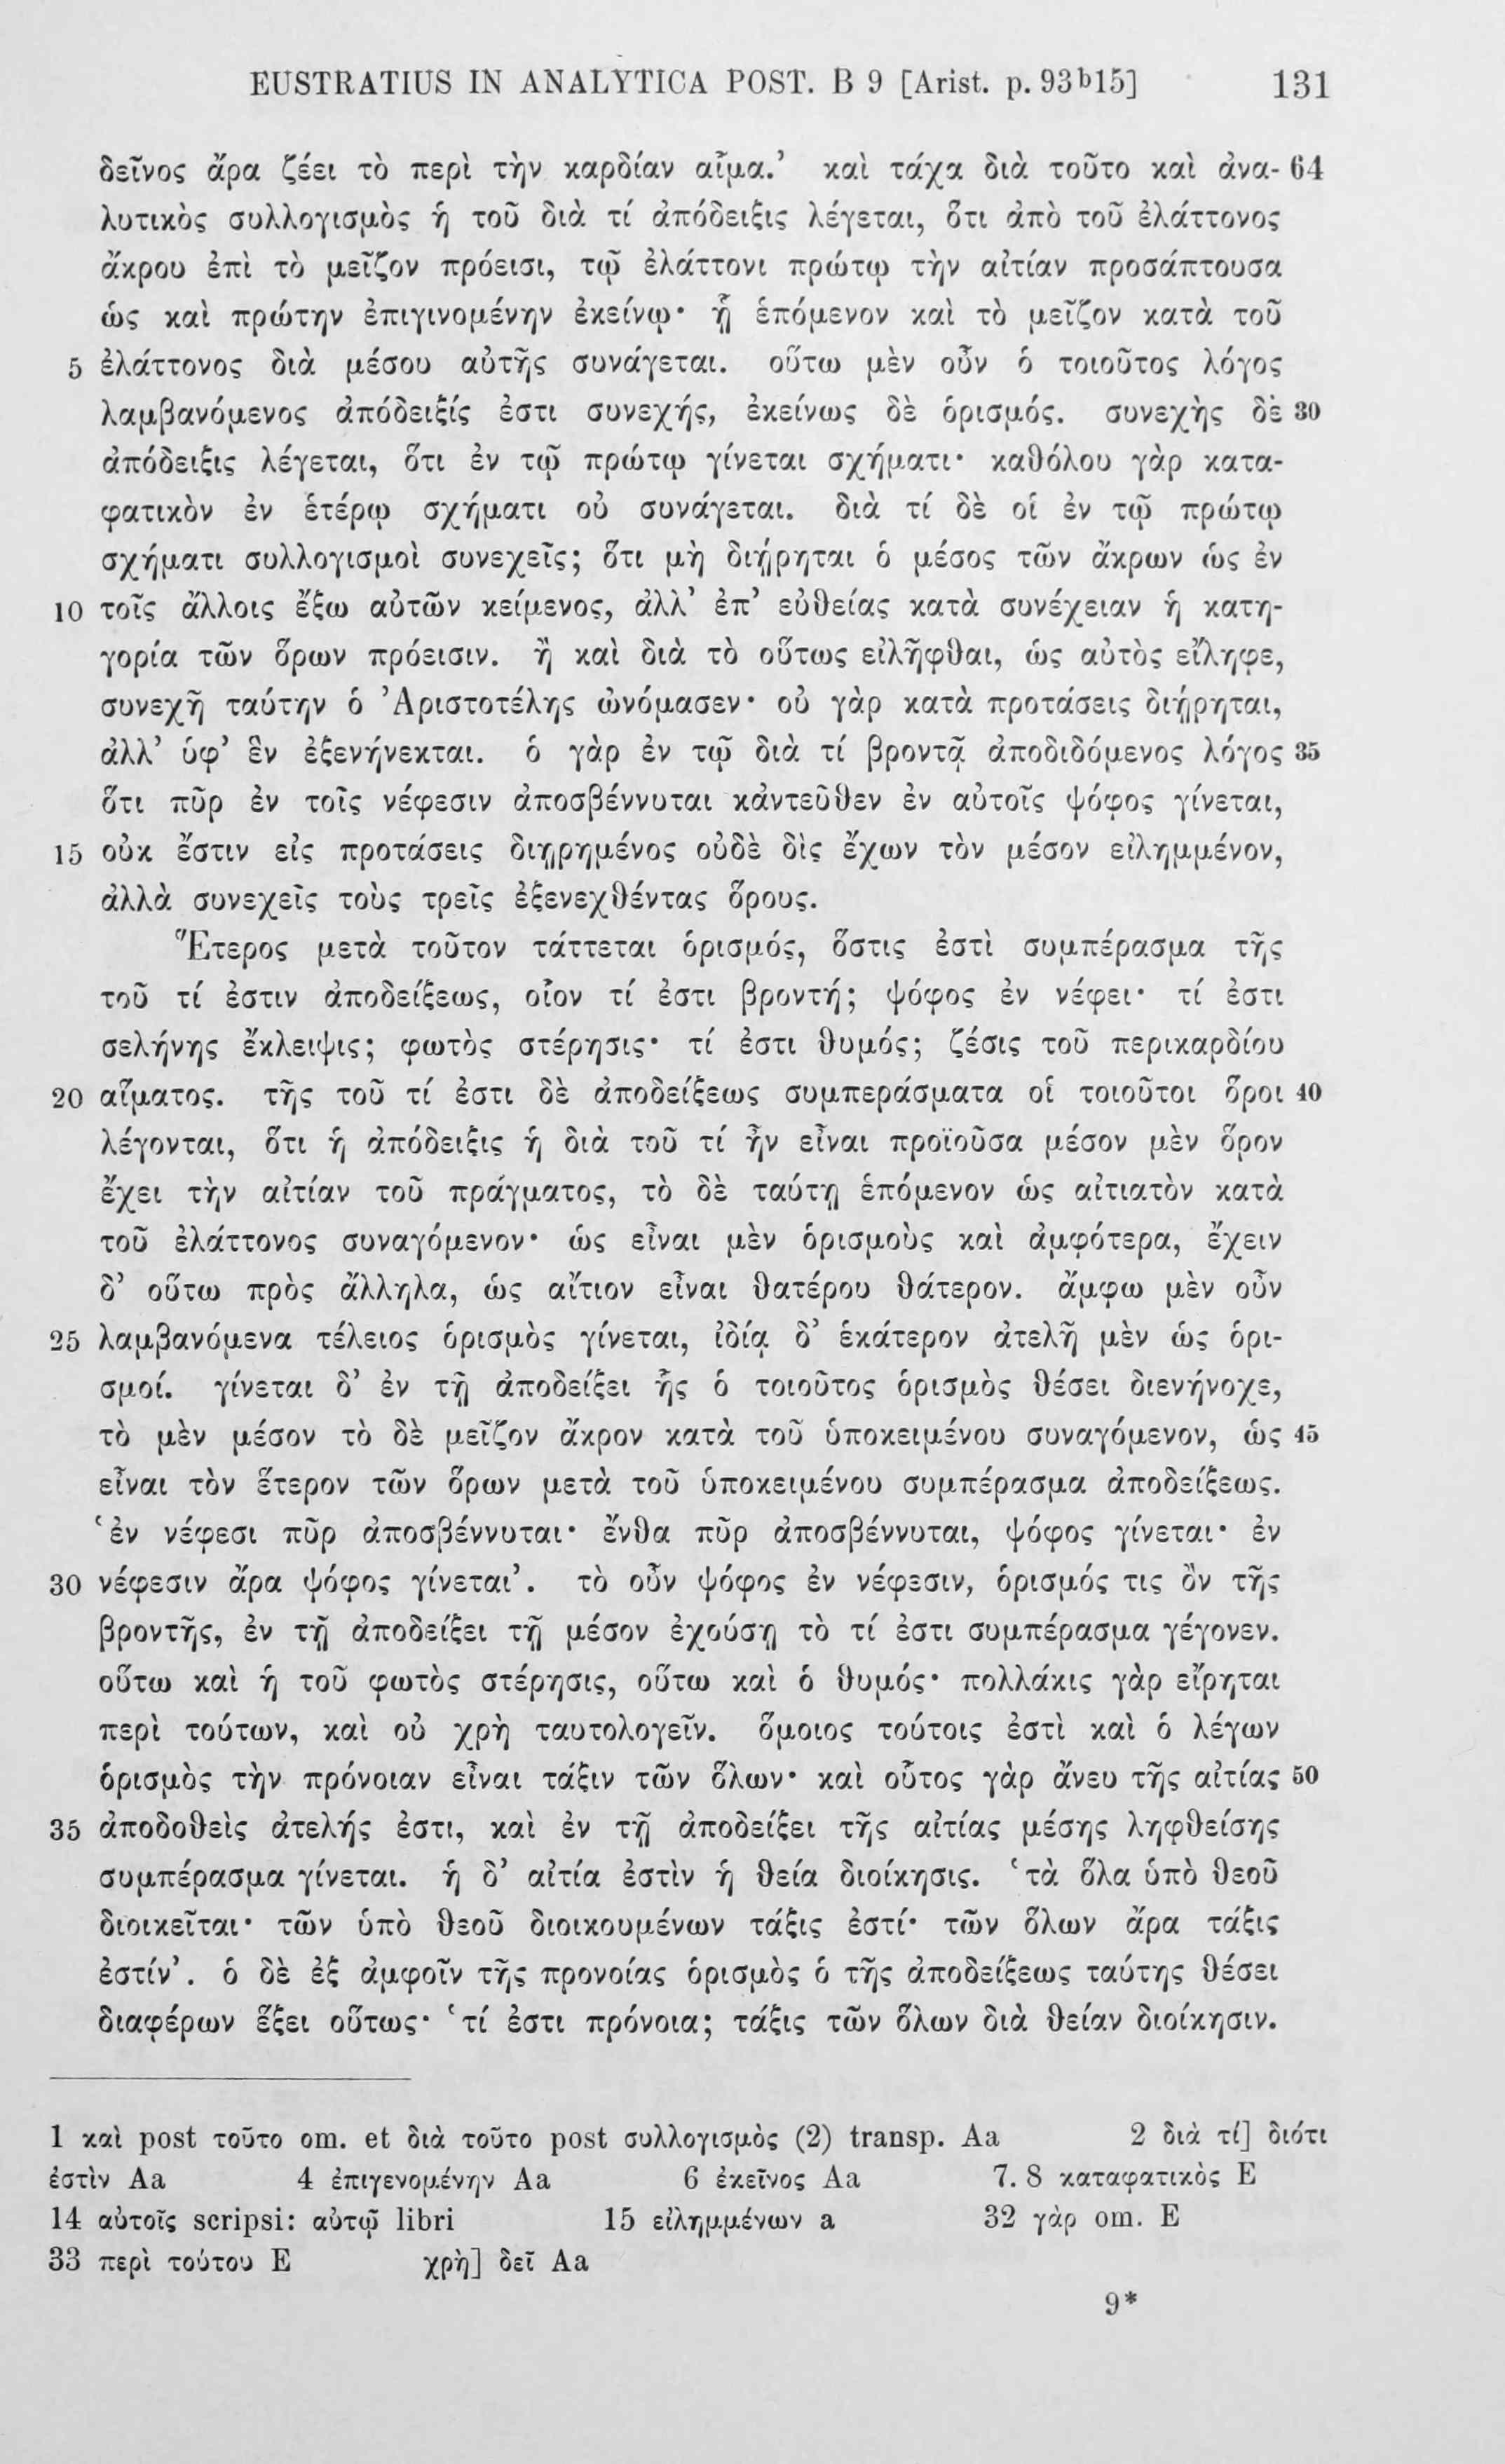 EUSTRATIUS IN ANALYTICA POST. B 9 [Arist. p. 93ᵇ15] 131
δεῖνος ἄρα ζέει τὸ περὶ τὴν καρδίαν αἷμα.’ καὶ τάχα διὰ τοῦτο καὶ ἀνα- 64
λυτικὸς συλλογισμὸς ἡ τοῦ διὰ τί ἀπόδειξις λέγεται, ὅτι ἀπὸ τοῦ ἐλάττονος
ἄκρου ἐπὶ τὸ μεῖζον πρόεισι, τῷ ἐλάττονι πρώτῳ τὴν αἰτίαν προσάπτουσα
ὡς καὶ πρώτην ἐπιγινομένην ἐκείνῳ· ᾗ ἑπόμενον καὶ τὸ μεῖζον κατὰ τοῦ
5 ἐλάττονος διὰ μέσου αὐτῆς συνάγεται. οὕτω μὲν οὖν ὁ τοιοῦτος λόγος
λαμβανόμενος ἀπόδειξίς ἐστι συνεχής, ἐκείνως δὲ ὁρισμός. συνεχὴς δὲ 30
ἀπόδειξις λέγεται, ὅτι ἐν τῷ πρώτῳ γίνεται σχήματι· καθόλου γὰρ κατα-
φατικὸν ἐν ἑτέρῳ σχήματι οὐ συνάγεται. διὰ τί δὲ οἱ ἐν τῷ πρώτῳ
σχήματι συλλογισμοὶ συνεχεῖς; ὅτι μὴ διῄρηται ὁ μέσος τῶν ἄκρων ὡς ἐν
10 τοῖς ἄλλοις ἔξω αὐτῶν κείμενος, ἀλλ’ ἐπ’ εὐθείας κατὰ συνέχειαν ἡ κατη-
γορία τῶν ὅρων πρόεισιν. ἢ καὶ διὰ τὸ οὕτως εἰλῆφθαι, ὡς αὐτὸς εἴληφε,
συνεχῆ ταύτην ὁ Ἀριστοτέλης ὠνόμασεν· οὐ γὰρ κατὰ προτάσεις διῄρηται,
ἀλλ’ ὑφ’ ἓν ἐξενήνεκται. ὁ γὰρ ἐν τῷ διὰ τί βροντᾷ ἀποδιδόμενος λόγος 35
ὅτι πῦρ ἐν τοῖς νέφεσιν ἀποσβέννυται κἀντεῦθεν ἐν αὐτοῖς ψόφος γίνεται,
15 οὐκ ἔστιν εἰς προτάσεις διῃρημένος οὐδὲ δὶς ἔχων τὸν μέσον εἰλημμένον,
ἀλλὰ συνεχεῖς τοὺς τρεῖς ἐξενεχθέντας ὅρους.
Ἕτερος μετὰ τοῦτον τάττεται ὁρισμός, ὅστις ἐστὶ συμπέρασμα τῆς
τοῦ τί ἐστιν ἀποδείξεως, οἷον τί ἐστι βροντή; ψόφος ἐν νέφει· τί ἐστι
σελήνης ἔκλειψις; φωτὸς στέρησις· τί ἐστι θυμός; ζέσις τοῦ περικαρδίου
20 αἵματος. τῆς τοῦ τί ἐστι δὲ ἀποδείξεως συμπεράσματα οἱ τοιοῦτοι ὅροι 40
λέγονται, ὅτι ἡ ἀπόδειξις ἡ διὰ τοῦ τί ἦν εἶναι προϊοῦσα μέσον μὲν ὅρον
ἔχει τὴν αἰτίαν τοῦ πράγματος, τὸ δὲ ταύτῃ ἑπόμενον ὡς αἰτιατὸν κατὰ
τοῦ ἐλάττονος συναγόμενον· ὡς εἶναι μὲν ὁρισμοὺς καὶ ἀμφότερα, ἔχειν
δ’ οὕτω πρὸς ἄλληλα, ὡς αἴτιον εἶναι θατέρου θάτερον. ἄμφω μὲν οὖν
25 λαμβανόμενα τέλειος ὁρισμὸς γίνεται, ἰδίᾳ δ’ ἑκάτερον ἀτελῆ μὲν ὡς ὁρι-
σμοί. γίνεται δ’ ἐν τῇ ἀποδείξει ἧς ὁ τοιοῦτος ὁρισμὸς θέσει διενήνοχε,
τὸ μὲν μέσον τὸ δὲ μεῖζον ἄκρον κατὰ τοῦ ὑποκειμένου συναγόμενον, ὡς 45
εἶναι τὸν ἕτερον τῶν ὅρων μετὰ τοῦ ὑποκειμένου συμπέρασμα ἀποδείξεως.
‘ἐν νέφεσι πῦρ ἀποσβέννυται· ἔνθα πῦρ ἀποσβέννυται, ψόφος γίνεται· ἐν
30 νέφεσιν ἄρα ψόφος γίνεται’. τὸ οὖν ψόφος ἐν νέφεσιν, ὁρισμός τις ὂν τῆς
βροντῆς, ἐν τῇ ἀποδείξει τῇ μέσον ἐχούσῃ τὸ τί ἐστι συμπέρασμα γέγονεν.
οὕτω καὶ ἡ τοῦ φωτὸς στέρησις, οὕτω καὶ ὁ θυμός· πολλάκις γὰρ εἴρηται
περὶ τούτων, καὶ οὐ χρὴ ταυτολογεῖν. ὅμοιος τούτοις ἐστὶ καὶ ὁ λέγων
ὁρισμὸς τὴν πρόνοιαν εἶναι τάξιν τῶν ὅλων· καὶ οὗτος γὰρ ἄνευ τῆς αἰτίας 50
35 ἀποδοθεὶς ἀτελής ἐστι, καὶ ἐν τῇ ἀποδείξει τῆς αἰτίας μέσης ληφθείσης
συμπέρασμα γίνεται. ἡ δ’ αἰτία ἐστὶν ἡ θεία διοίκησις. ‘τὰ ὅλα ὑπὸ θεοῦ
διοικεῖται· τῶν ὑπὸ θεοῦ διοικουμένων τάξις ἐστί· τῶν ὅλων ἄρα τάξις
ἐστίν’. ὁ δὲ ἐξ ἀμφοῖν τῆς προνοίας ὁρισμὸς ὁ τῆς ἀποδείξεως ταύτης θέσει
διαφέρων ἕξει οὕτως· ‘τί ἐστι πρόνοια; τάξις τῶν ὅλων διὰ θείαν διοίκησιν.
1 καὶ post τοῦτο om. et διὰ τοῦτο post συλλογισμὸς (2) transp. Aa 2 διὰ τί] διότι
ἐστὶν Aa 4 ἐπιγενομένην Aa 6 ἐκεῖνος Aa 7. 8 καταφατικὸς E
14 αὐτοῖς scripsi: αὐτῷ libri 15 εἰλημμένων a 32 γὰρ om. E
33 περὶ τούτου E χρὴ] δεῖ Aa
9*